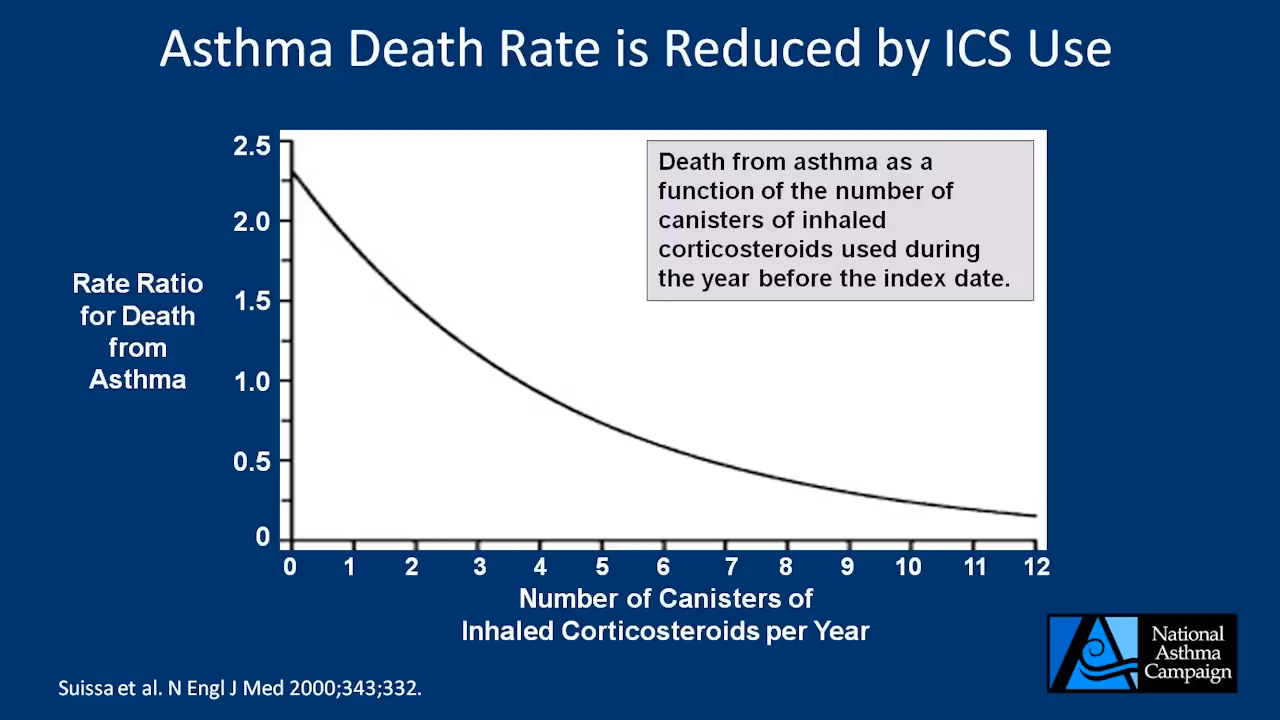 Asthma Death Rate is Reduced by ICS Use
2.5
2.0
1.5
1.0
0.5
0
Rate Ratio
for Death
from
Asthma
Death from asthma as a
function of the number of
canisters of inhaled
corticosteroids used during
the year before the index date.
0 1 2 3 4 5 6 7 8 9 10 11 12
Number of Canisters of
Inhaled Corticosteroids per Year
National
Asthma
Campaign
Suissa et al. N Engl J Med 2000;343;332.